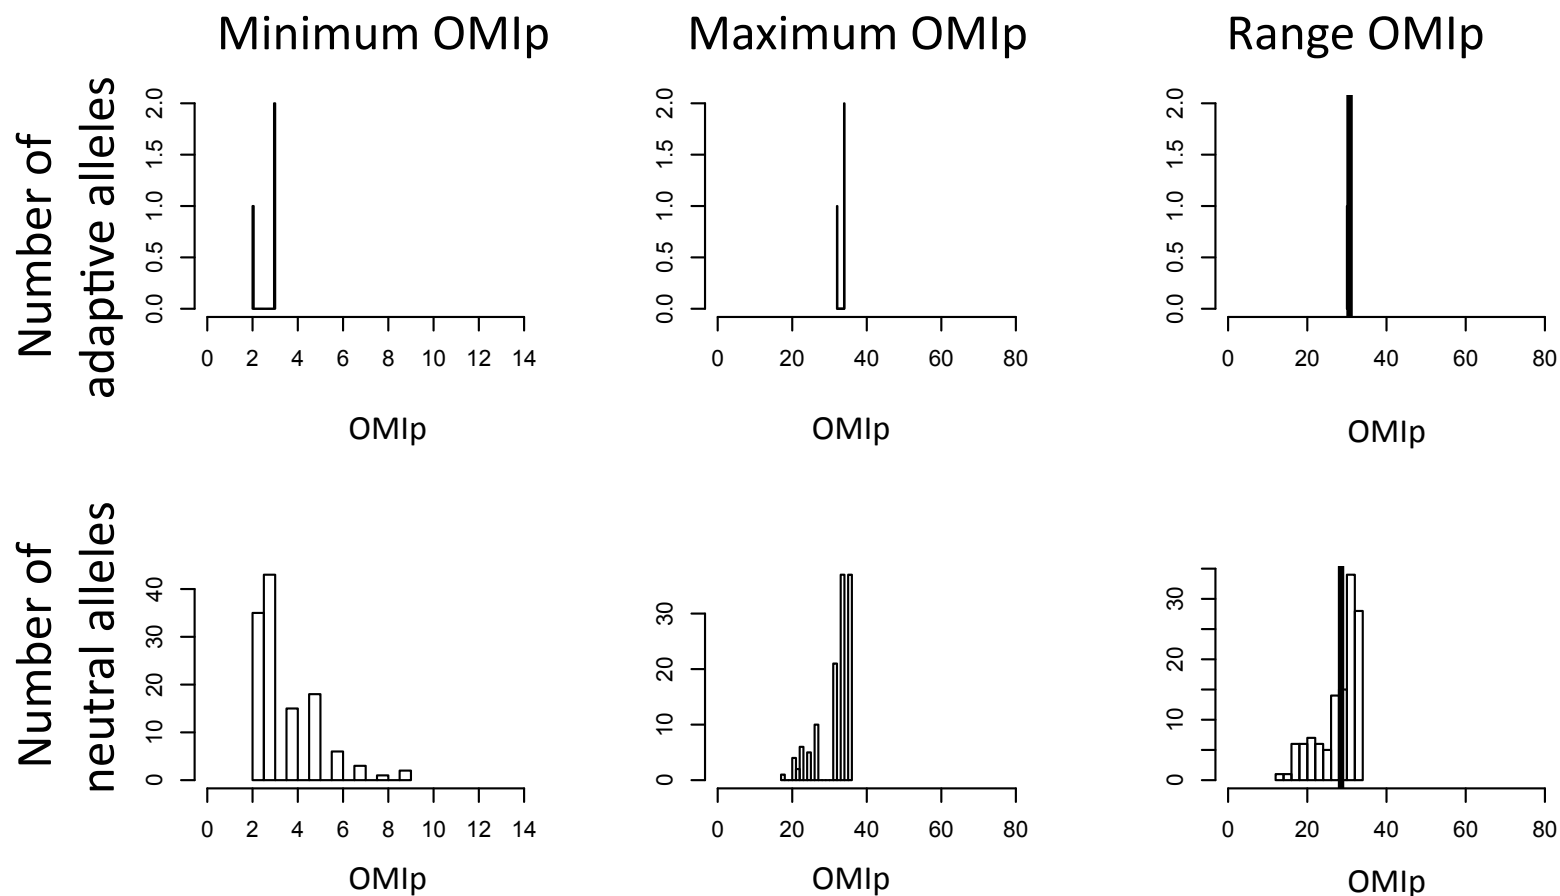 Minimum OMIp
Maximum OMIp
Range OMIp
Number of
adaptive alleles
0.0 0.5 1.0 1.5 2.0
0 2 4 6 8 10 12 14
OMIp
0.0 0.5 1.0 1.5 2.0
0 20 40 60 80
OMIp
0.0 0.5 1.0 1.5 2.0
0 20 40 60 80
OMIp
Number of
neutral alleles
0 10 20 30 40
0 2 4 6 8 10 12 14
OMIp
0 10 20 30
0 20 40 60 80
OMIp
0 10 20 30
0 20 40 60 80
OMIp